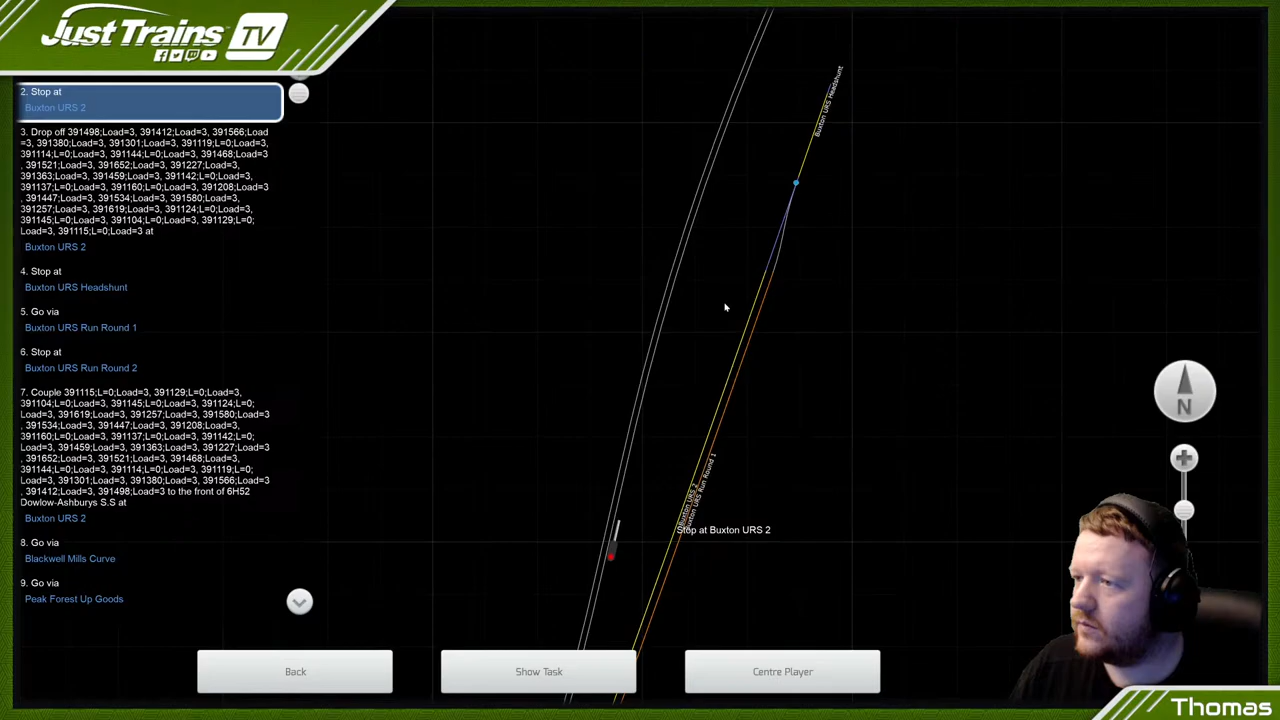 Just Trains TV
2. Stop at
Buxton URS 2
3. Drop off 391498;Load=3, 391412;Load=3, 391566;Load
=3, 391380;Load=3, 391301;Load=3, 391119;L=0;Load=3,
391114;L=0;Load=3, 391144;L=0;Load=3, 391468;Load=3
, 391521;Load=3, 391652;Load=3, 391227;Load=3,
391363;Load=3, 391459;Load=3, 391142;L=0;Load=3,
391137;L=0;Load=3, 391160;L=0;Load=3, 391208;Load=3
, 391447;Load=3, 391534;Load=3, 391580;Load=3,
391257;Load=3, 391619;Load=3, 391124;L=0;Load=3,
391145;L=0;Load=3, 391104;L=0;Load=3, 391129;L=0;
Load=3, 391115;L=0;Load=3 at
Buxton URS 2
4. Stop at
Buxton URS Headshunt
5. Go via
Buxton URS Run Round 1
6. Stop at
Buxton URS Run Round 2
7. Couple 391115;L=0;Load=3, 391129;L=0;Load=3,
391104;L=0;Load=3, 391145;L=0;Load=3, 391124;L=0;
Load=3, 391619;Load=3, 391257;Load=3, 391580;Load=3
, 391534;Load=3, 391447;Load=3, 391208;Load=3,
391160;L=0;Load=3, 391137;L=0;Load=3, 391142;L=0;
Load=3, 391459;Load=3, 391363;Load=3, 391227;Load=3,
391652;Load=3, 391521;Load=3, 391468;Load=3,
391144;L=0;Load=3, 391114;L=0;Load=3, 391119;L=0;
Load=3, 391301;Load=3, 391380;Load=3, 391566;Load=3
, 391412;Load=3, 391498;Load=3 to the front of 6H52
Dowlow-Ashburys S.S at
Buxton URS 2
8. Go via
Blackwell Mills Curve
9. Go via
Peak Forest Up Goods
Buxton URS Headshunt
Buxton URS 2
Buxton URS Run Round 1
Stop at Buxton URS 2
N
Back
Show Task
Centre Player
Thomas